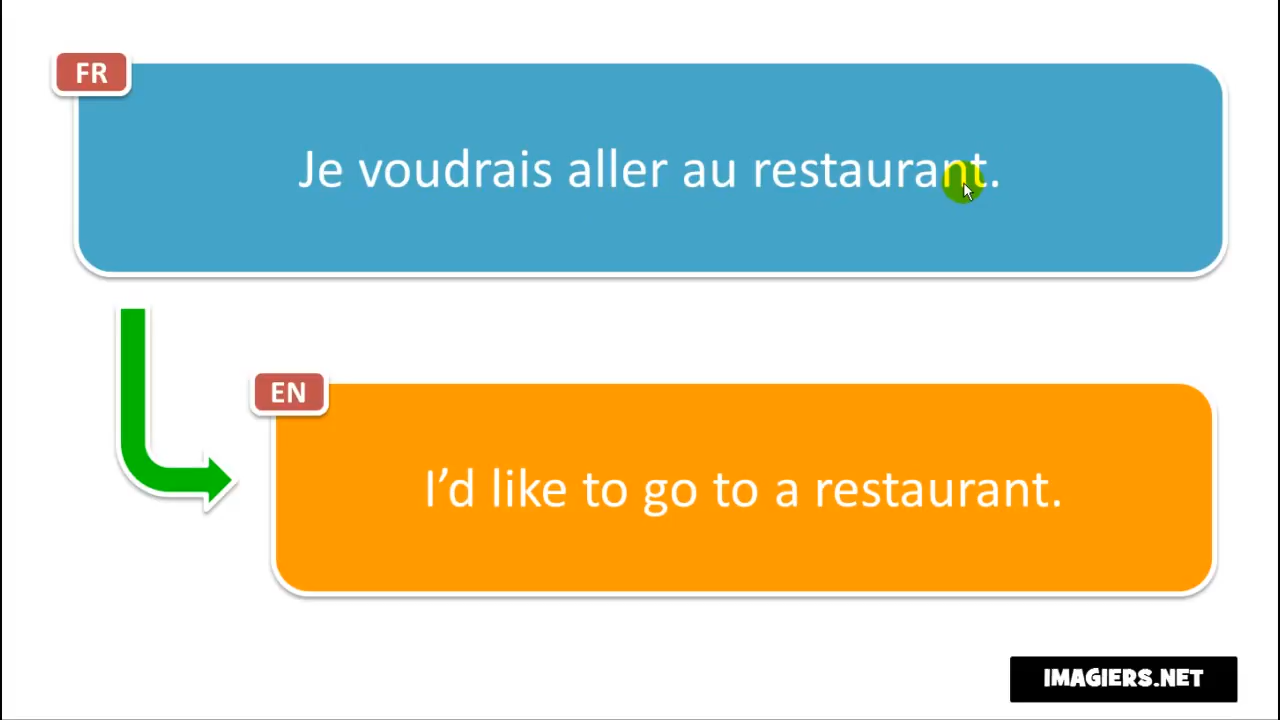 FR
Je voudrais aller au restaurant.
EN
I’d like to go to a restaurant.
IMAGIERS.NET